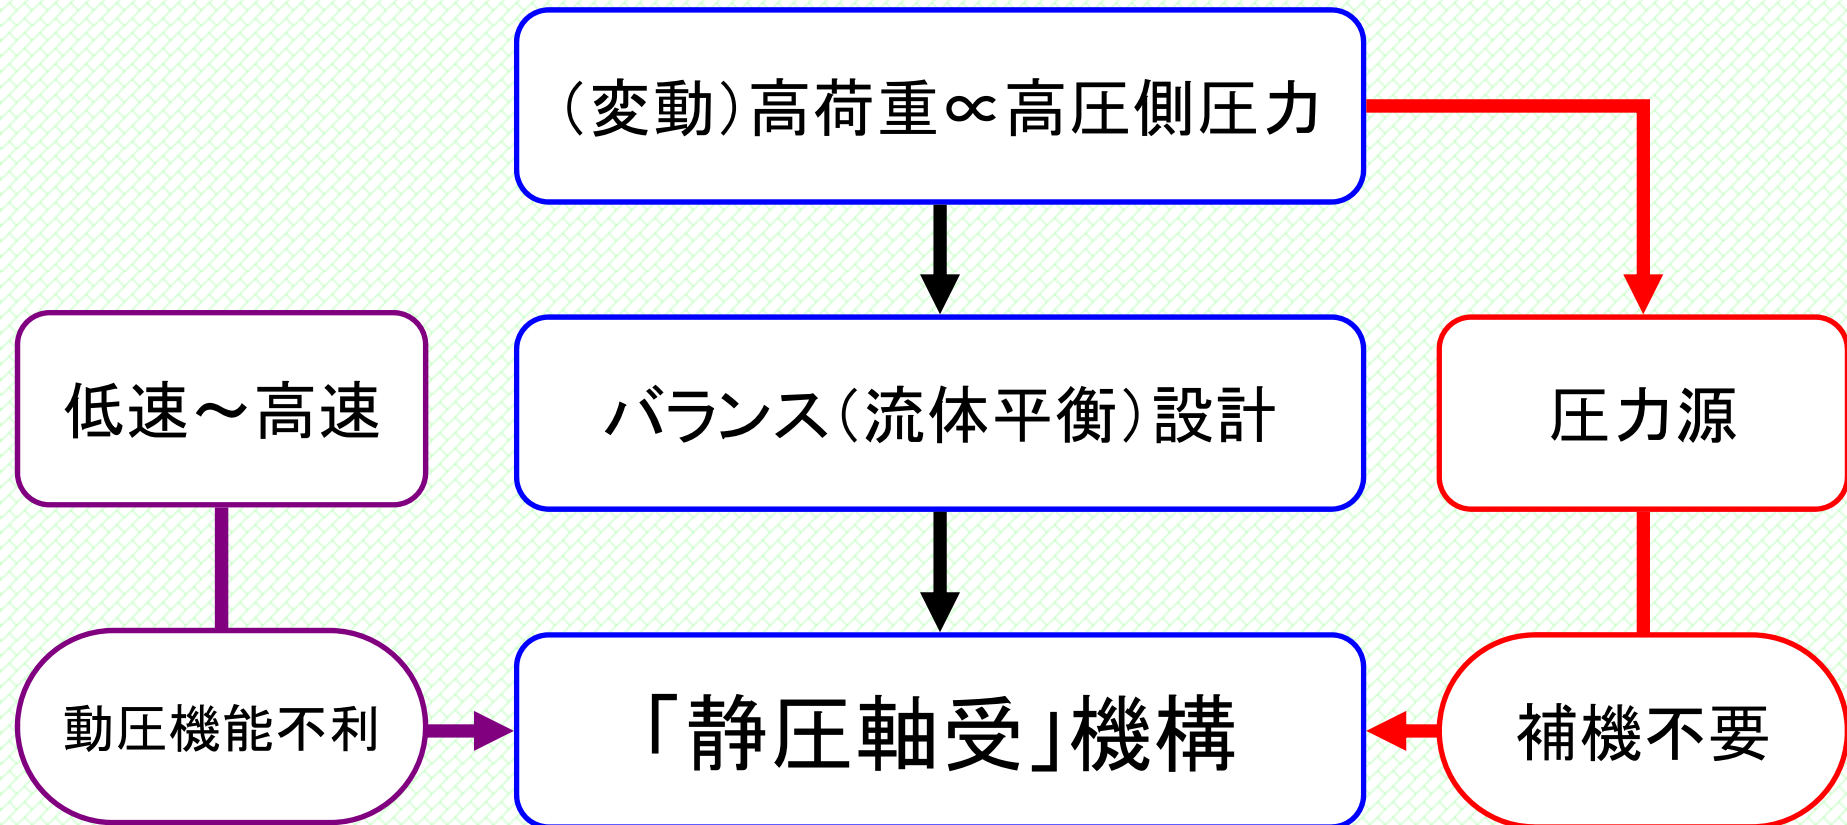 （変動）高荷重∝高圧側圧力
低速～高速
バランス（流体平衡）設計
圧力源
動圧機能不利
「静圧軸受」機構
補機不要